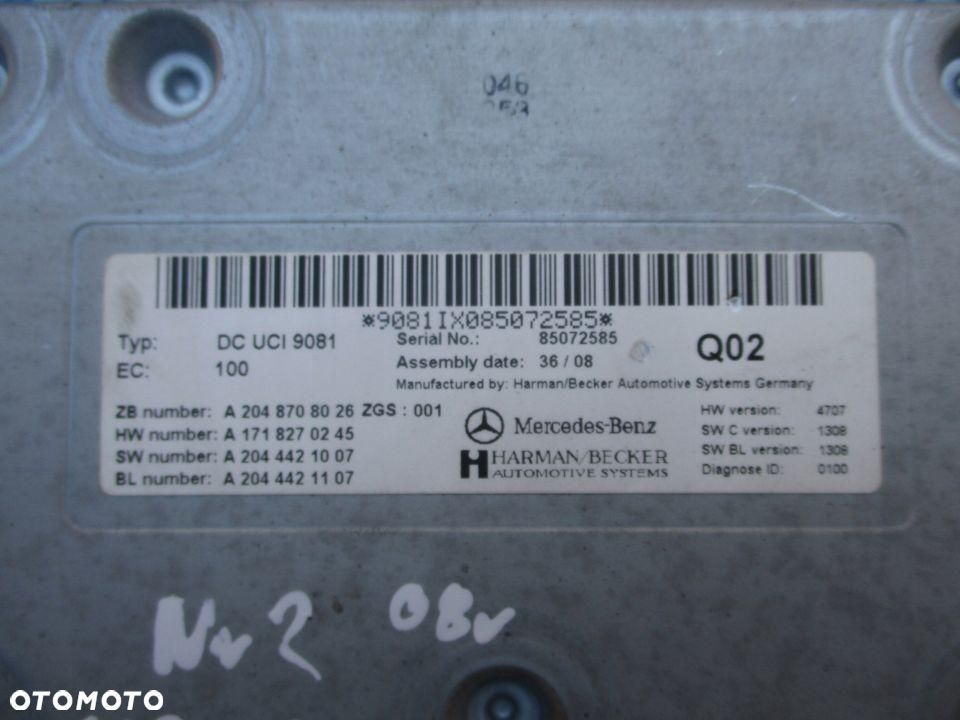 046
*9081IX085072585*
Typ: DC UCI 9081
Serial No.: 85072585
EC: 100
Assembly date: 36 / 08
Q02
Manufactured by: Harman/Becker Automotive Systems Germany
ZB number: A 204 870 80 26 ZGS : 001
HW number: A 171 827 02 45
SW number: A 204 442 10 07
BL number: A 204 442 11 07
Mercedes-Benz
HARMAN/BECKER
AUTOMOTIVE SYSTEMS
HW version: 4707
SW C version: 1308
SW BL version: 1308
Diagnose ID: 0100
Nr 2 08r
OTOMOTO